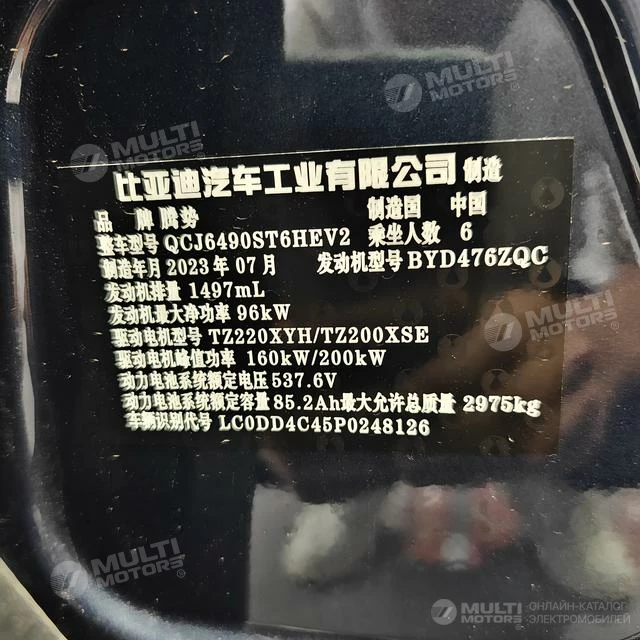 MULTI
MOTORS®
MULTI
MOTORS®
比亚迪汽车工业有限公司 制造
品 牌 腾势 制造国 中国
整车型号 QCJ6490ST6HEV2 乘坐人数 6
制造年月 2023年07月 发动机型号 BYD476ZQC
发动机排量 1497mL
发动机最大净功率 96kW
驱动电机型号 TZ220XYH/TZ200XSE
驱动电机峰值功率 160kW/200kW
动力电池系统额定电压 537.6V
动力电池系统额定容量 85.2Ah 最大允许总质量 2975kg
车辆识别代号 LC0DD4C45P0248126
MULTI
MOTORS®
MULTI
MOTORS®
MULTI
MOTORS
ОНЛАЙН-КАТАЛОГ
ЭЛЕКТРОМОБИЛЕЙ